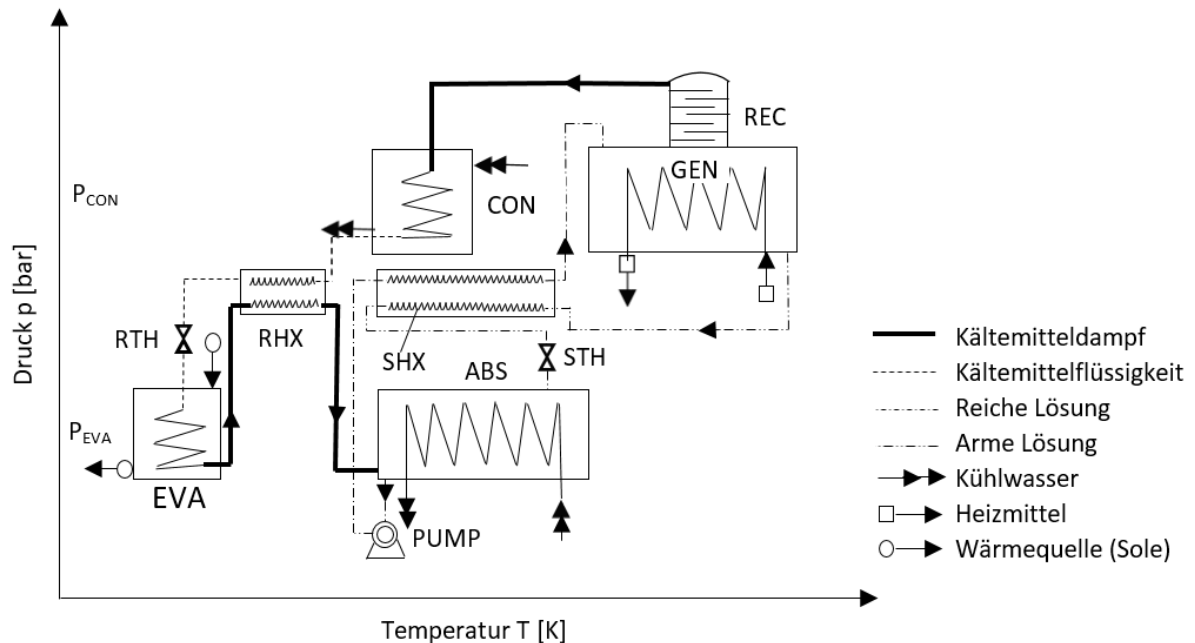 REC
GEN
P_CON
CON
Druck p [bar]
RTH
RHX
SHX
STH
ABS
P_EVA
EVA
PUMP
Kältemitteldampf
Kältemittelflüssigkeit
Reiche Lösung
Arme Lösung
Kühlwasser
Heizmittel
Wärmequelle (Sole)
Temperatur T [K]